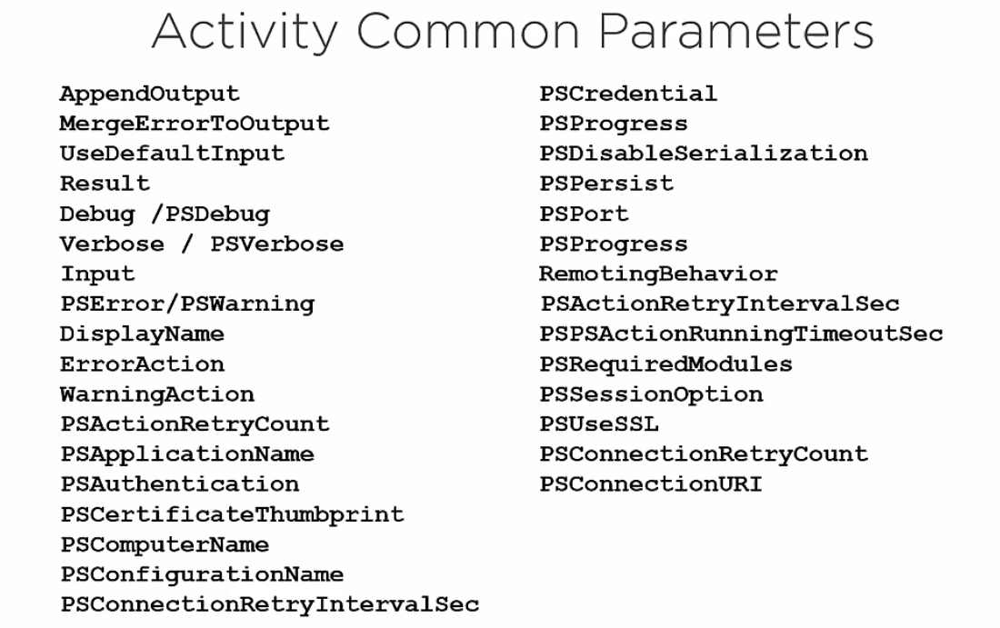 Activity Common Parameters
AppendOutput
MergeErrorToOutput
UseDefaultInput
Result
Debug /PSDebug
Verbose / PSVerbose
Input
PSError/PSWarning
DisplayName
ErrorAction
WarningAction
PSActionRetryCount
PSApplicationName
PSAuthentication
PSCertificateThumbprint
PSComputerName
PSConfigurationName
PSConnectionRetryIntervalSec
PSCredential
PSProgress
PSDisableSerialization
PSPersist
PSPort
PSProgress
RemotingBehavior
PSActionRetryIntervalSec
PSPSActionRunningTimeoutSec
PSRequiredModules
PSSessionOption
PSUseSSL
PSConnectionRetryCount
PSConnectionURI